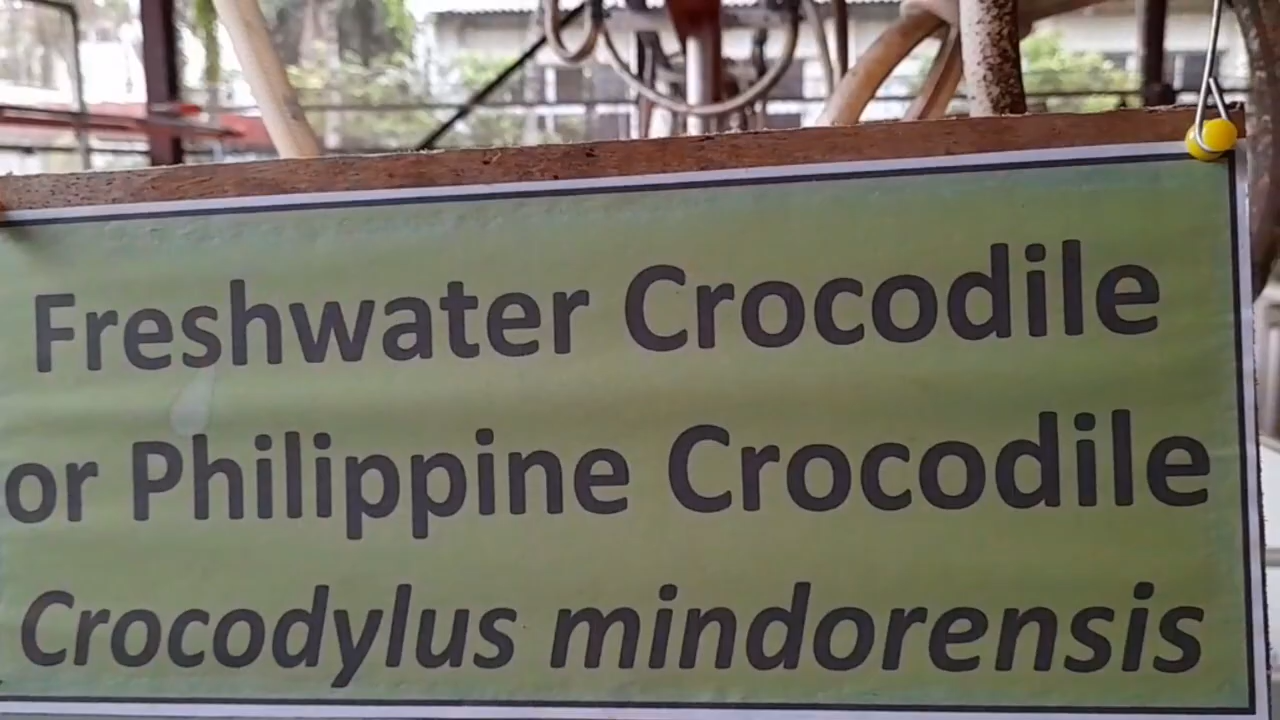 Freshwater Crocodile
or Philippine Crocodile
Crocodylus mindorensis